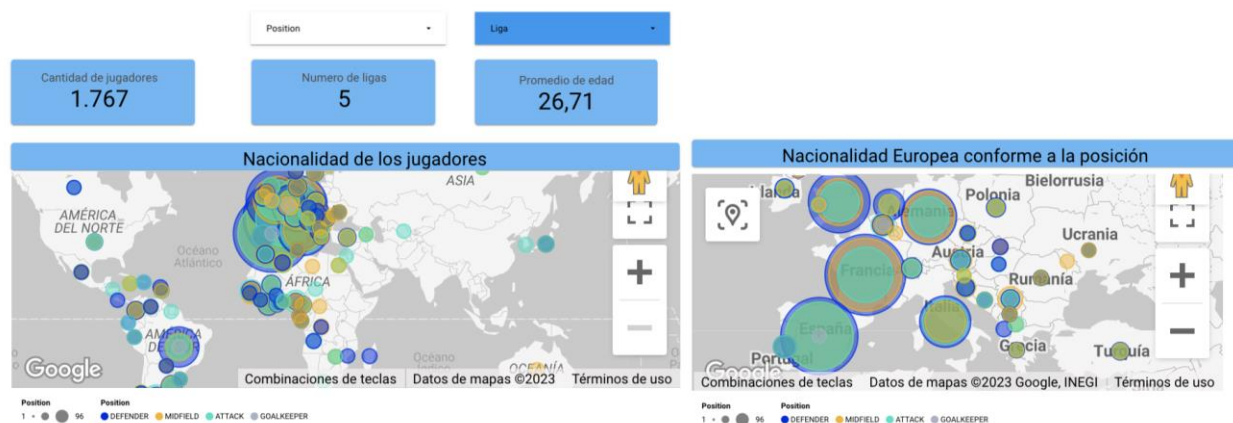 Position
Liga
Cantidad de jugadores
1.767
Numero de ligas
5
Promedio de edad
26,71
Nacionalidad de los jugadores
ASIA
AMÉRICA
DEL NORTE
Océano
Atlántico
ÁFRICA
AMÉRICA
Océano
OCEANÍA
Google
Combinaciones de teclas
Datos de mapas ©2023
Términos de uso
Position
1
96
Position
DEFENDER
MIDFIELD
ATTACK
GOALKEEPER
Nacionalidad Europea conforme a la posición
Bielorrusia
Polonia
Alemania
Ucrania
Austria
Francia
Rumanía
Italia
España
Portugal
Grecia
Turquía
Google
Combinaciones de teclas
Datos de mapas ©2023 Google, INEGI
Términos de uso
Position
1
96
Position
DEFENDER
MIDFIELD
ATTACK
GOALKEEPER